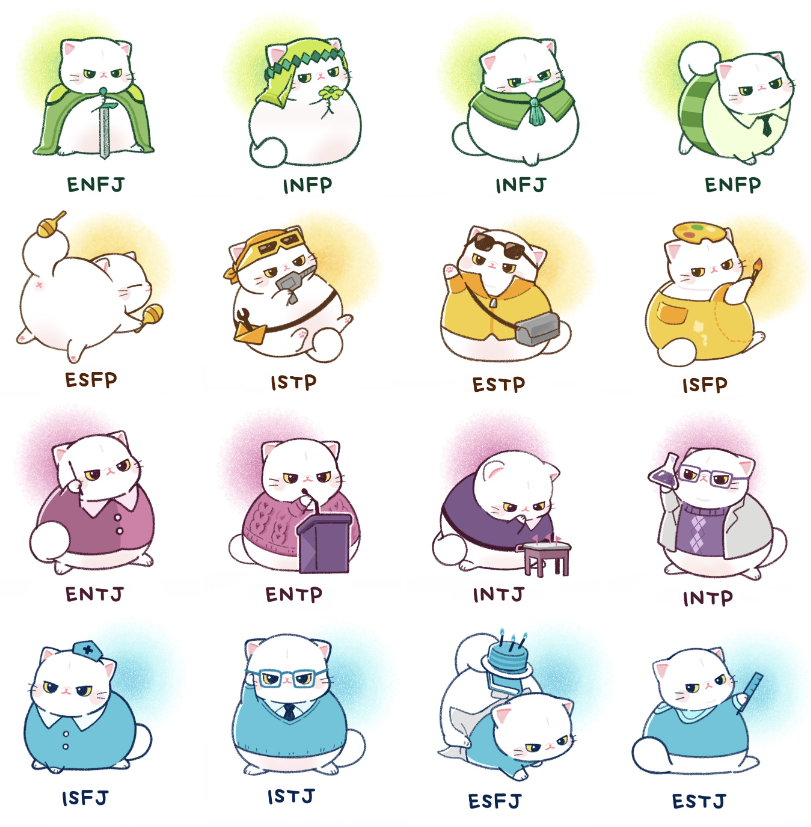 ENFJ
INFP
INFJ
ENFP
ESFP
ISTP
ESTP
ISFP
ENTJ
ENTP
INTJ
INTP
ISFJ
ISTJ
ESFJ
ESTJ